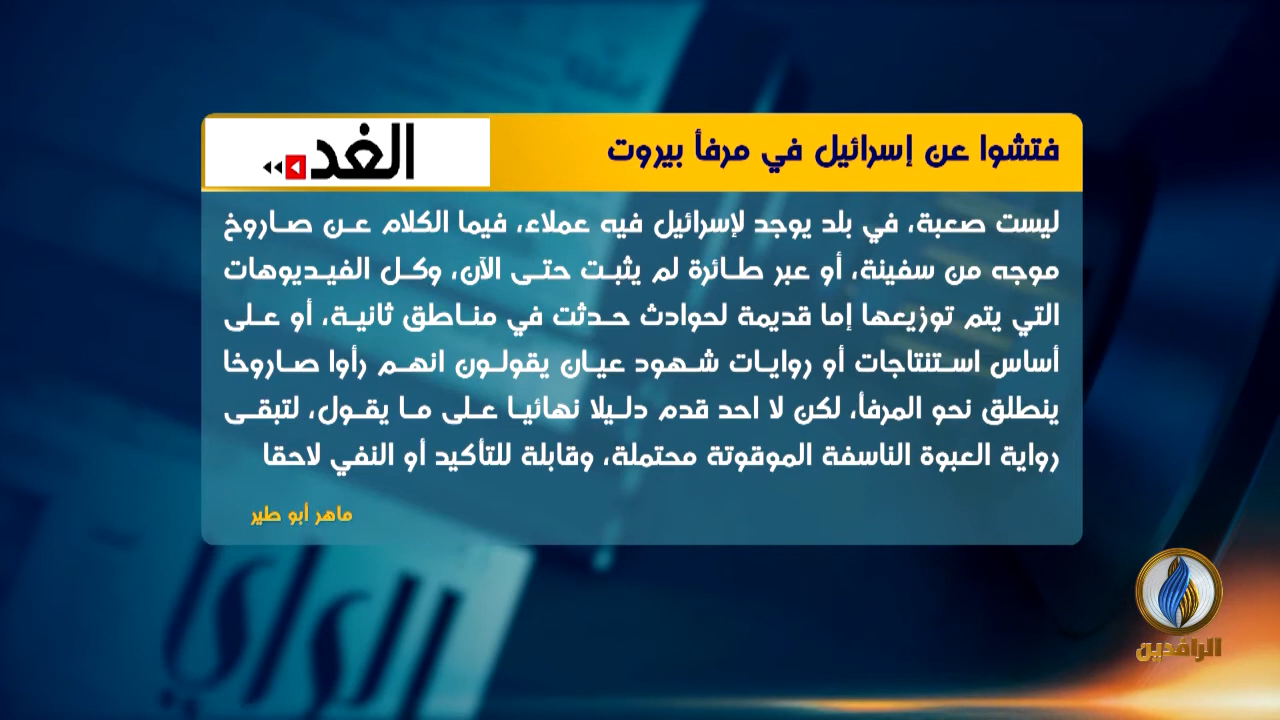 فتشوا عن إسرائيل في مرفأ بيروت
الغد
ليست صعبة، في بلد يوجد لإسرائيل فيه عملاء، فيما الكلام عن صاروخ
موجه من سفينة، أو عبر طائرة لم يثبت حتى الآن، وكل الفيديوهات
التي يتم توزيعها إما قديمة لحوادث حدثت في مناطق ثانية، أو على
أساس استنتاجات أو روايات شهود عيان يقولون انهم رأوا صاروخا
ينطلق نحو المرفأ، لكن لا احد قدم دليلا نهائيا على ما يقول، لتبقى
رواية العبوة الناسفة الموقوتة محتملة، وقابلة للتأكيد أو النفي لاحقا
ماهر أبو طير
الرافدين
الراي